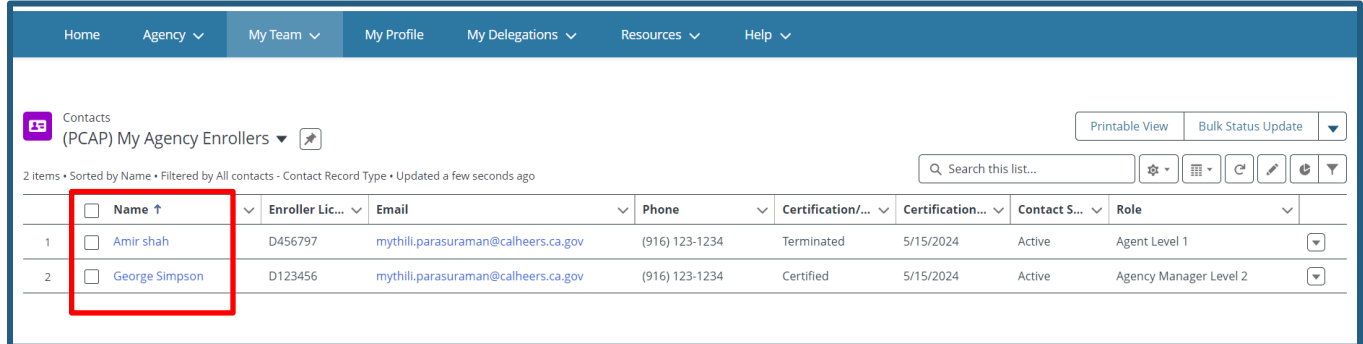 Home Agency My Team My Profile My Delegations Resources Help
Contacts
(PCAP) My Agency Enrollers
Printable View Bulk Status Update
2 items • Sorted by Name • Filtered by All contacts - Contact Record Type • Updated a few seconds ago
Search this list...
Name ↑ Enroller Lic... Email Phone Certification/... Certification... Contact S... Role
1 Amir shah D456797 mythili.parasuraman@calheers.ca.gov (916) 123-1234 Terminated 5/15/2024 Active Agent Level 1
2 George Simpson D123456 mythili.parasuraman@calheers.ca.gov (916) 123-1234 Certified 5/15/2024 Active Agency Manager Level 2